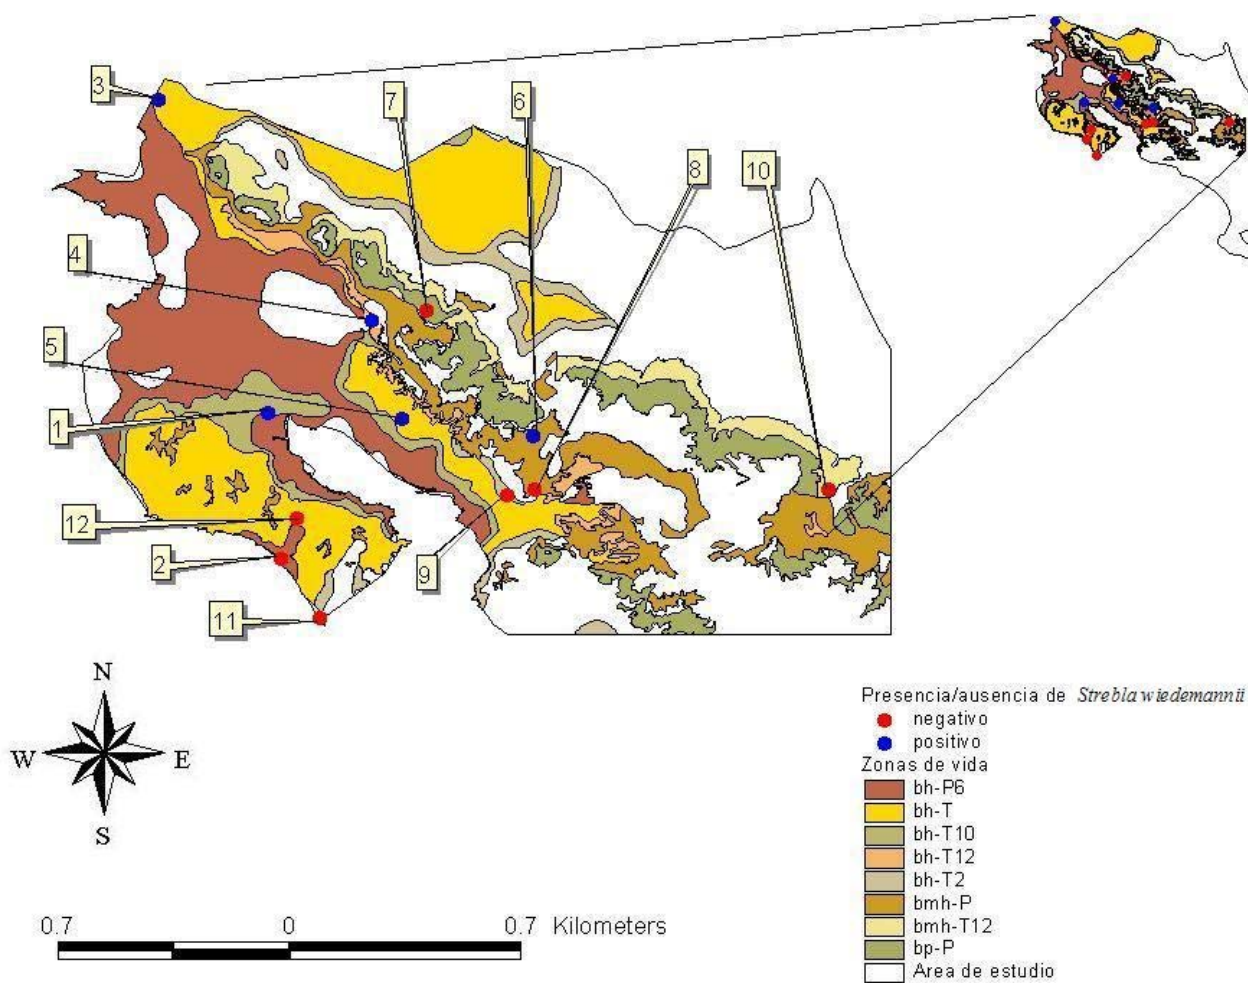 3
7
6
8
10
4
5
1
12
2
9
11
N
W
E
S
0.7 0 0.7 Kilometers
Presencia/ausencia de Strebla wiedemannii
negativo
positivo
Zonas de vida
bh-P6
bh-T
bh-T10
bh-T12
bh-T2
bmh-P
bmh-T12
bp-P
Area de estudio